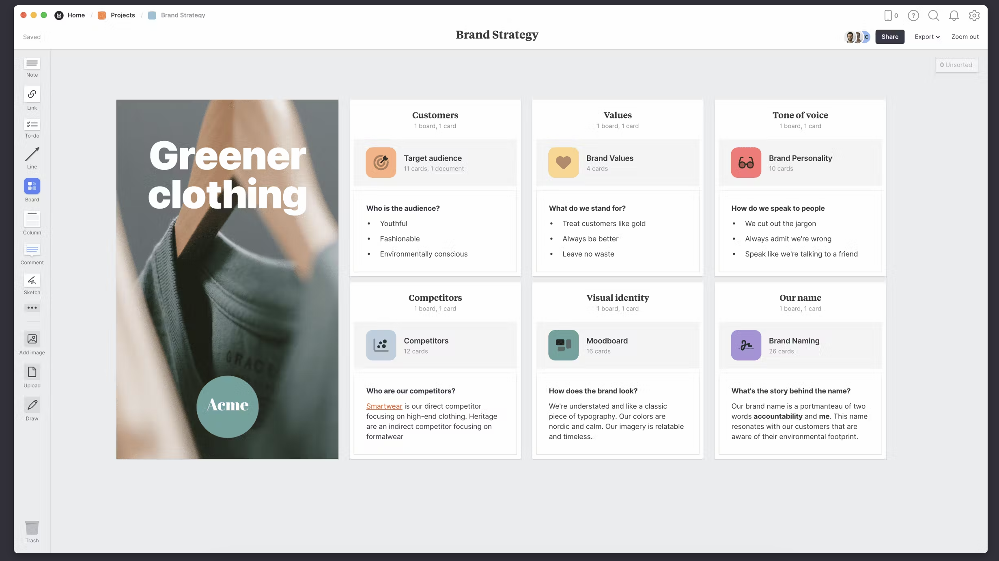 Home / Projects / Brand Strategy
0
?
Saved
Brand Strategy
C
Share
Export
Zoom out
0 Unsorted
Note
Link
To-do
Line
Board
Column
Comment
Sketch
Add image
Upload
Draw
Trash
Greener
clothing
Acme
Customers
1 board, 1 card
Target audience
11 cards, 1 document
Who is the audience?
• Youthful
• Fashionable
• Environmentally conscious
Values
1 board, 1 card
Brand Values
4 cards
What do we stand for?
• Treat customers like gold
• Always be better
• Leave no waste
Tone of voice
1 board, 1 card
Brand Personality
10 cards
How do we speak to people
• We cut out the jargon
• Always admit we're wrong
• Speak like we're talking to a friend
Competitors
1 board, 1 card
Competitors
12 cards
Who are our competitors?
Smartwear is our direct competitor
focusing on high-end clothing. Heritage
are an indirect competitor focusing on
formalwear
Visual identity
1 board, 1 card
Moodboard
16 cards
How does the brand look?
We're understated and like a classic
piece of typography. Our colors are
nordic and calm. Our imagery is relatable
and timeless.
Our name
1 board, 1 card
Brand Naming
26 cards
What's the story behind the name?
Our brand name is a portmanteau of two
words accountability and me. This name
resonates with our customers that are
aware of their environmental footprint.